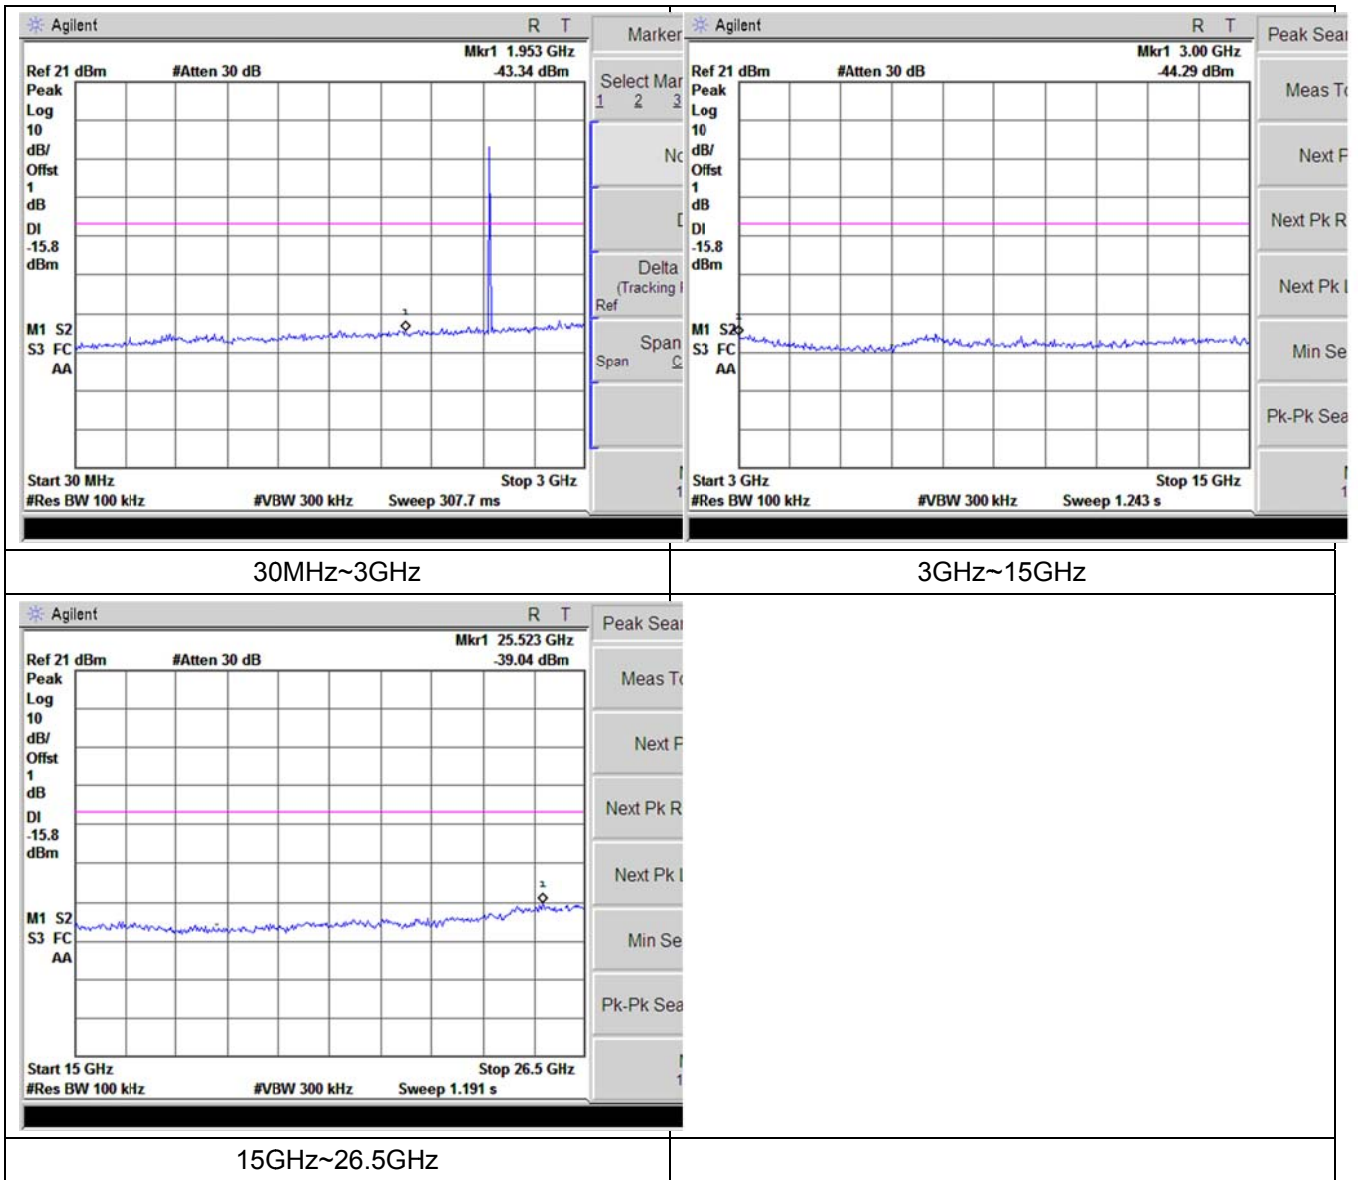 Agilent R T Marker
Mkr1 1.953 GHz
Ref 21 dBm #Atten 30 dB -43.34 dBm
Peak
Log
10
dB/
Offst
1
dB
DI
-15.8
dBm
M1 S2
S3 FC
AA
1
Start 30 MHz Stop 3 GHz
#Res BW 100 kHz #VBW 300 kHz Sweep 307.7 ms
Select Mar
1 2 3
Delta
(Tracking
Ref
Span
Span
Agilent R T Peak Sear
Mkr1 3.00 GHz
Ref 21 dBm #Atten 30 dB -44.29 dBm
Peak
Log
10
dB/
Offst
1
dB
DI
-15.8
dBm
M1 S2
S3 FC
AA
Start 3 GHz Stop 15 GHz
#Res BW 100 kHz #VBW 300 kHz Sweep 1.243 s
Meas To
Next P
Next Pk R
Next Pk L
Min Se
Pk-Pk Sea
30MHz~3GHz
3GHz~15GHz
Agilent R T Peak Sear
Mkr1 25.523 GHz
Ref 21 dBm #Atten 30 dB -39.04 dBm
Peak
Log
10
dB/
Offst
1
dB
DI
-15.8
dBm
M1 S2
S3 FC
AA
1
Start 15 GHz Stop 26.5 GHz
#Res BW 100 kHz #VBW 300 kHz Sweep 1.191 s
Meas To
Next P
Next Pk R
Next Pk L
Min Se
Pk-Pk Sea
15GHz~26.5GHz